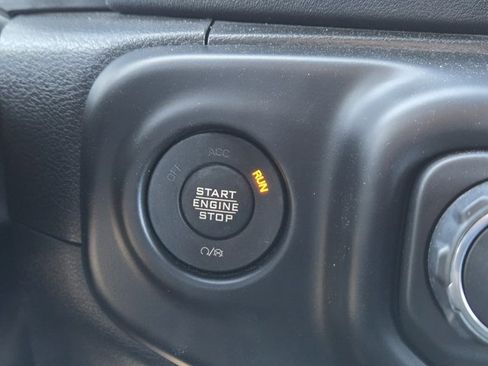 OFF
ACC
RUN
START
ENGINE
STOP